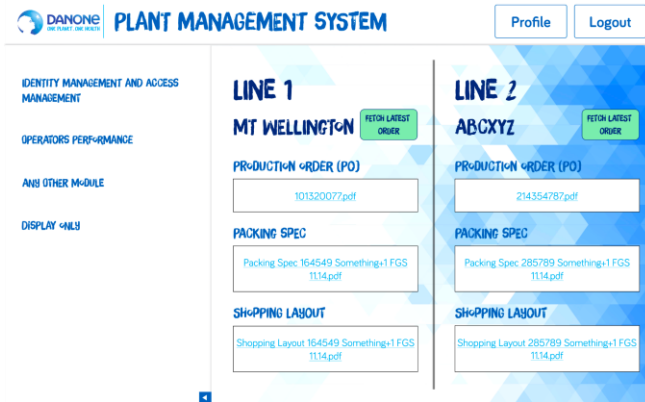 DANONE
ONE PLANET. ONE HEALTH
PLANT MANAGEMENT SYSTEM
Profile
Logout
IDENTITY MANAGEMENT AND ACCESS
MANAGEMENT
OPERATORS PERFORMANCE
ANY OTHER MODULE
DISPLAY ONLY
LINE 1
MT WELLINGTON
FETCH LATEST
ORDER
PRODUCTION ORDER (PO)
101320077.pdf
PACKING SPEC
Packing Spec 164549 Something+1 FGS
11.14.pdf
SHOPPING LAYOUT
Shopping Layout 164549 Something+1 FGS
11.14.pdf
LINE 2
ABCXYZ
FETCH LATEST
ORDER
PRODUCTION ORDER (PO)
214354787.pdf
PACKING SPEC
Packing Spec 285789 Something+1 FGS
11.14.pdf
SHOPPING LAYOUT
Shopping Layout 285789 Something+1 FGS
11.14.pdf